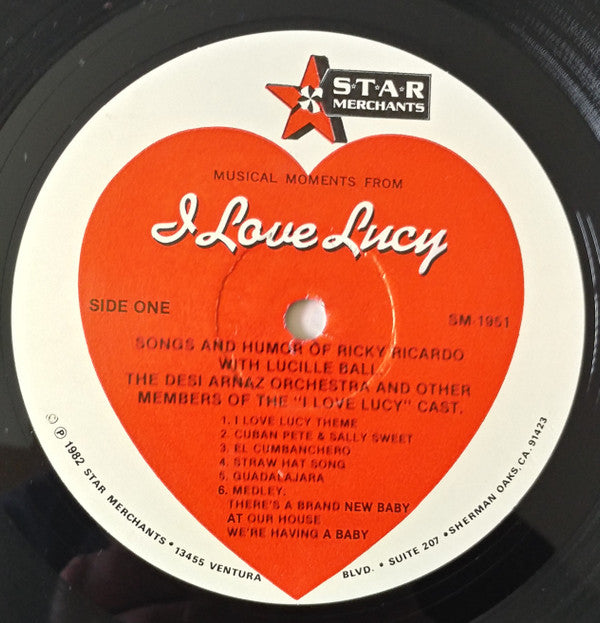 S★T★A★R
MERCHANTS
MUSICAL MOMENTS FROM
I Love Lucy
SIDE ONE
SM-1951
SONGS AND HUMOR OF RICKY RICARDO
WITH LUCILLE BALL
THE DESI ARNAZ ORCHESTRA AND OTHER
MEMBERS OF THE "I LOVE LUCY" CAST.
1. I LOVE LUCY THEME
2. CUBAN PETE & SALLY SWEET
3. EL CUMBANCHERO
4. STRAW HAT SONG
5. GUADALAJARA
6. MEDLEY:
THERE'S A BRAND NEW BABY
AT OUR HOUSE
WE'RE HAVING A BABY
© ℗ 1982 STAR MERCHANTS • 13455 VENTURA BLVD. • SUITE 207 • SHERMAN OAKS, CA. 91423